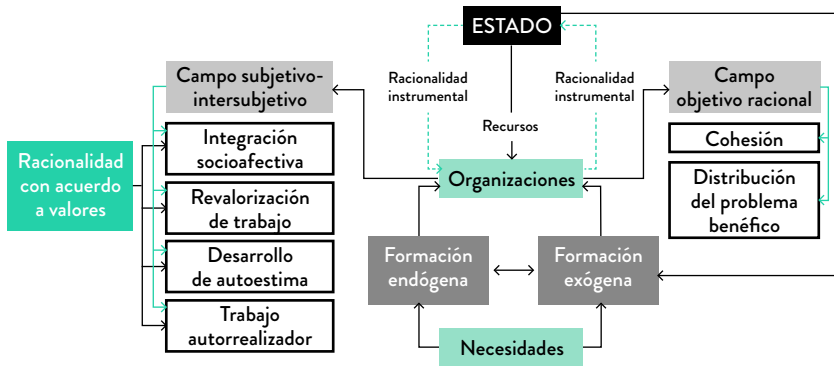 ESTADO
Campo subjetivo-
intersubjetivo
Racionalidad
instrumental
Racionalidad
instrumental
Campo
objetivo racional
Recursos
Integración
socioafectiva
Cohesión
Racionalidad
con acuerdo
a valores
Organizaciones
Distribución
del problema
benéfico
Revalorización
de trabajo
Desarrollo
de autoestima
Formación
endógena
Formación
exógena
Trabajo
autorrealizador
Necesidades